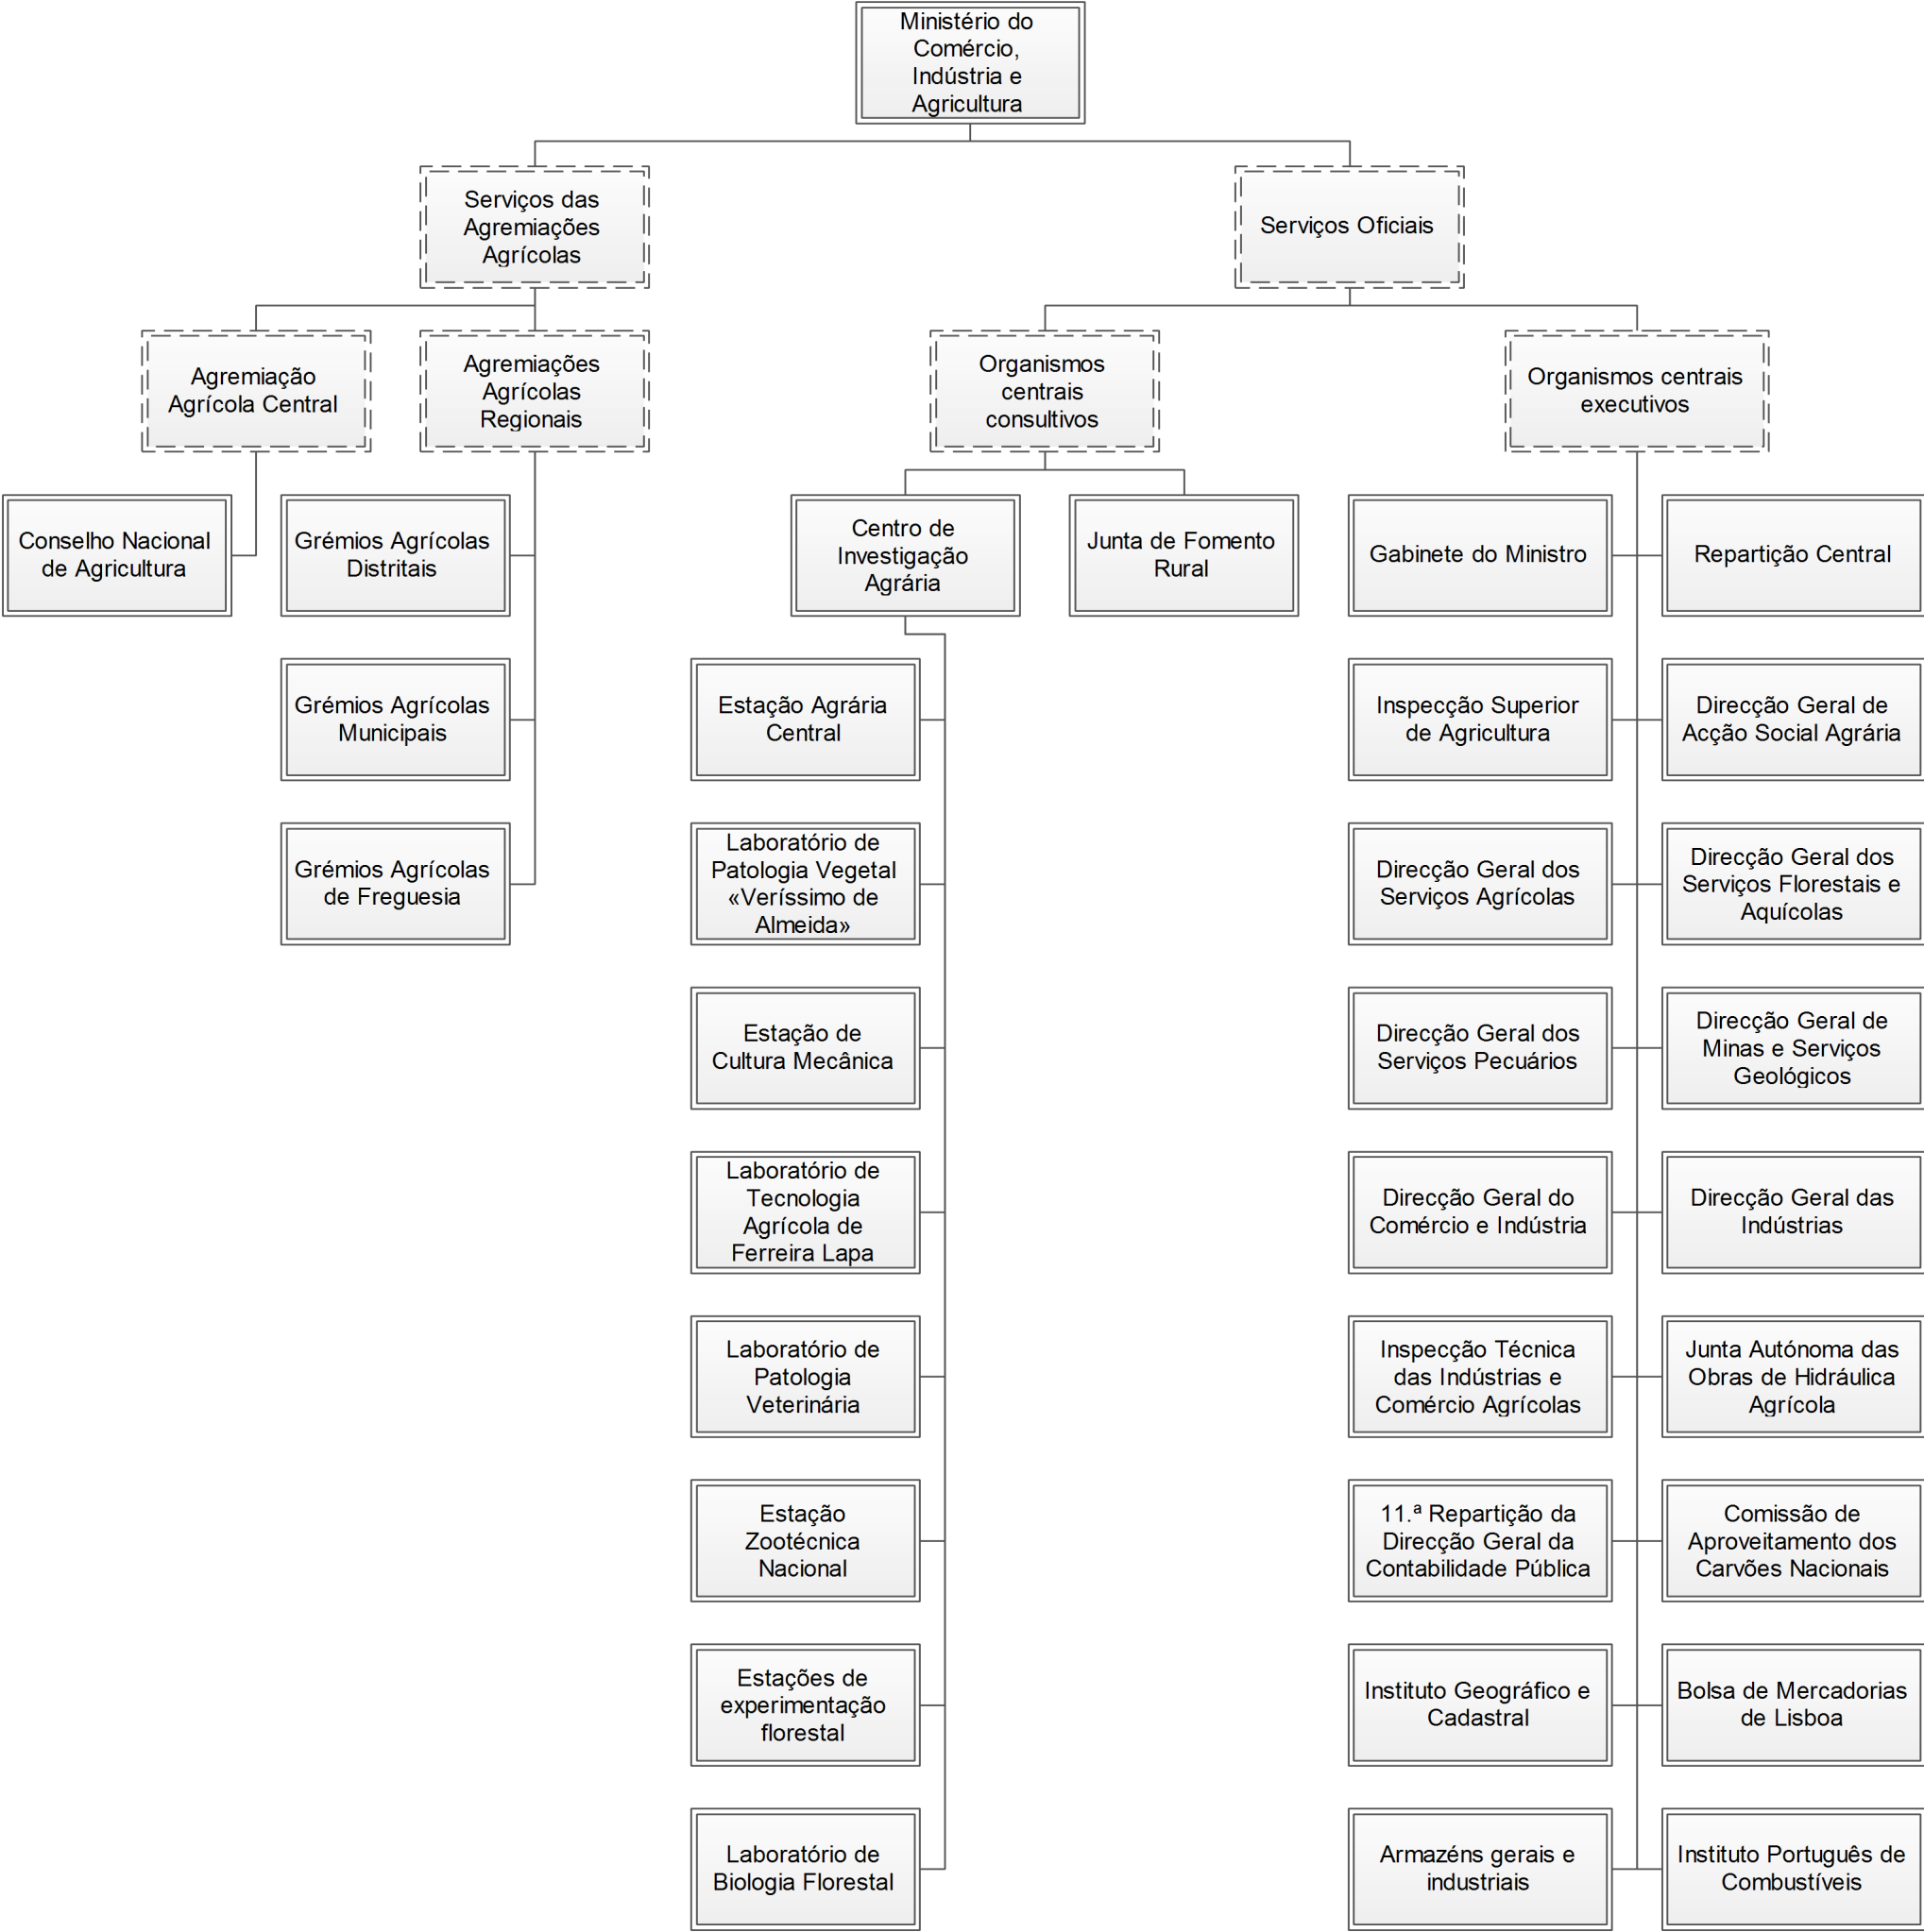 Ministério do
Comércio,
Indústria e
Agricultura
Serviços das
Agremiações
Agrícolas
Serviços Oficiais
Agremiação
Agrícola Central
Agremiações
Agrícolas
Regionais
Organismos
centrais
consultivos
Organismos centrais
executivos
Conselho Nacional
de Agricultura
Grémios Agrícolas
Distritais
Centro de
Investigação
Agrária
Junta de Fomento
Rural
Gabinete do Ministro
Repartição Central
Grémios Agrícolas
Municipais
Estação Agrária
Central
Inspecção Superior
de Agricultura
Direcção Geral de
Acção Social Agrária
Grémios Agrícolas
de Freguesia
Laboratório de
Patologia Vegetal
«Veríssimo de
Almeida»
Direcção Geral dos
Serviços Agrícolas
Direcção Geral dos
Serviços Florestais e
Aquícolas
Estação de
Cultura Mecânica
Direcção Geral dos
Serviços Pecuários
Direcção Geral de
Minas e Serviços
Geológicos
Laboratório de
Tecnologia
Agrícola de
Ferreira Lapa
Direcção Geral do
Comércio e Indústria
Direcção Geral das
Indústrias
Laboratório de
Patologia
Veterinária
Inspecção Técnica
das Indústrias e
Comércio Agrícolas
Junta Autónoma das
Obras de Hidráulica
Agrícola
Estação
Zootécnica
Nacional
11.ª Repartição da
Direcção Geral da
Contabilidade Pública
Comissão de
Aproveitamento dos
Carvões Nacionais
Estações de
experimentação
florestal
Instituto Geográfico e
Cadastral
Bolsa de Mercadorias
de Lisboa
Laboratório de
Biologia Florestal
Armazéns gerais e
industriais
Instituto Português de
Combustíveis